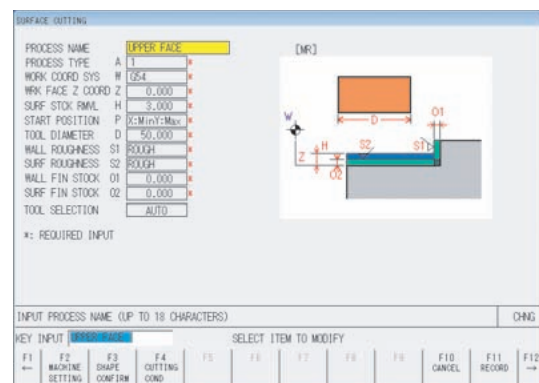 SURFACE CUTTING
PROCESS NAME UPPER FACE
[MR]
PROCESS TYPE A 1 *
WORK COORD SYS W G54 *
WRK FACE Z COORD Z 0.000 *
SURF STCK RMVL H 3.000 *
START POSITION P X:MinY:Max *
TOOL DIAMETER D 50.000 *
WALL ROUGHNESS S1 ROUGH *
SURF ROUGHNESS S2 ROUGH *
WALL FIN STOCK O1 0.000 *
SURF FIN STOCK O2 0.000 *
TOOL SELECTION AUTO
*: REQUIRED INPUT
D
O1
W
H
S2
S1
Z
O2
INPUT PROCESS NAME (UP TO 18 CHARACTERS)
CHNG
KEY INPUT UPPER FACE
SELECT ITEM TO MODIFY
F1 ←
F2 MACHINE SETTING
F3 SHAPE CONFIRM
F4 CUTTING COND
F5
F6
F7
F8
F9
F10 CANCEL
F11 RECORD
F12 →